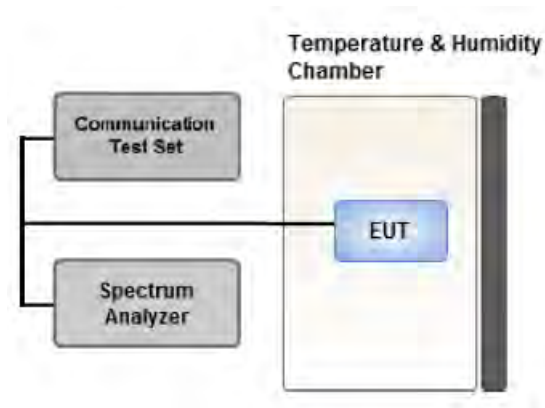 Temperature & Humidity
Chamber
Communication
Test Set
EUT
Spectrum
Analyzer